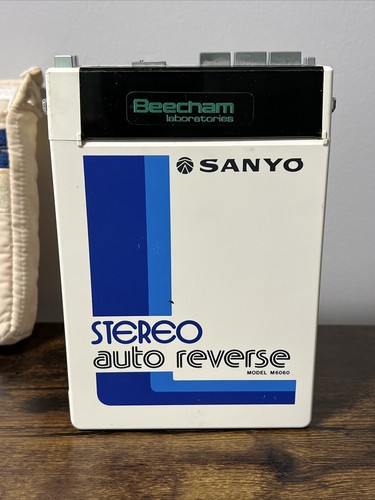 Beecham
laboratories
SANYO
STEREO
auto reverse
MODEL M6060